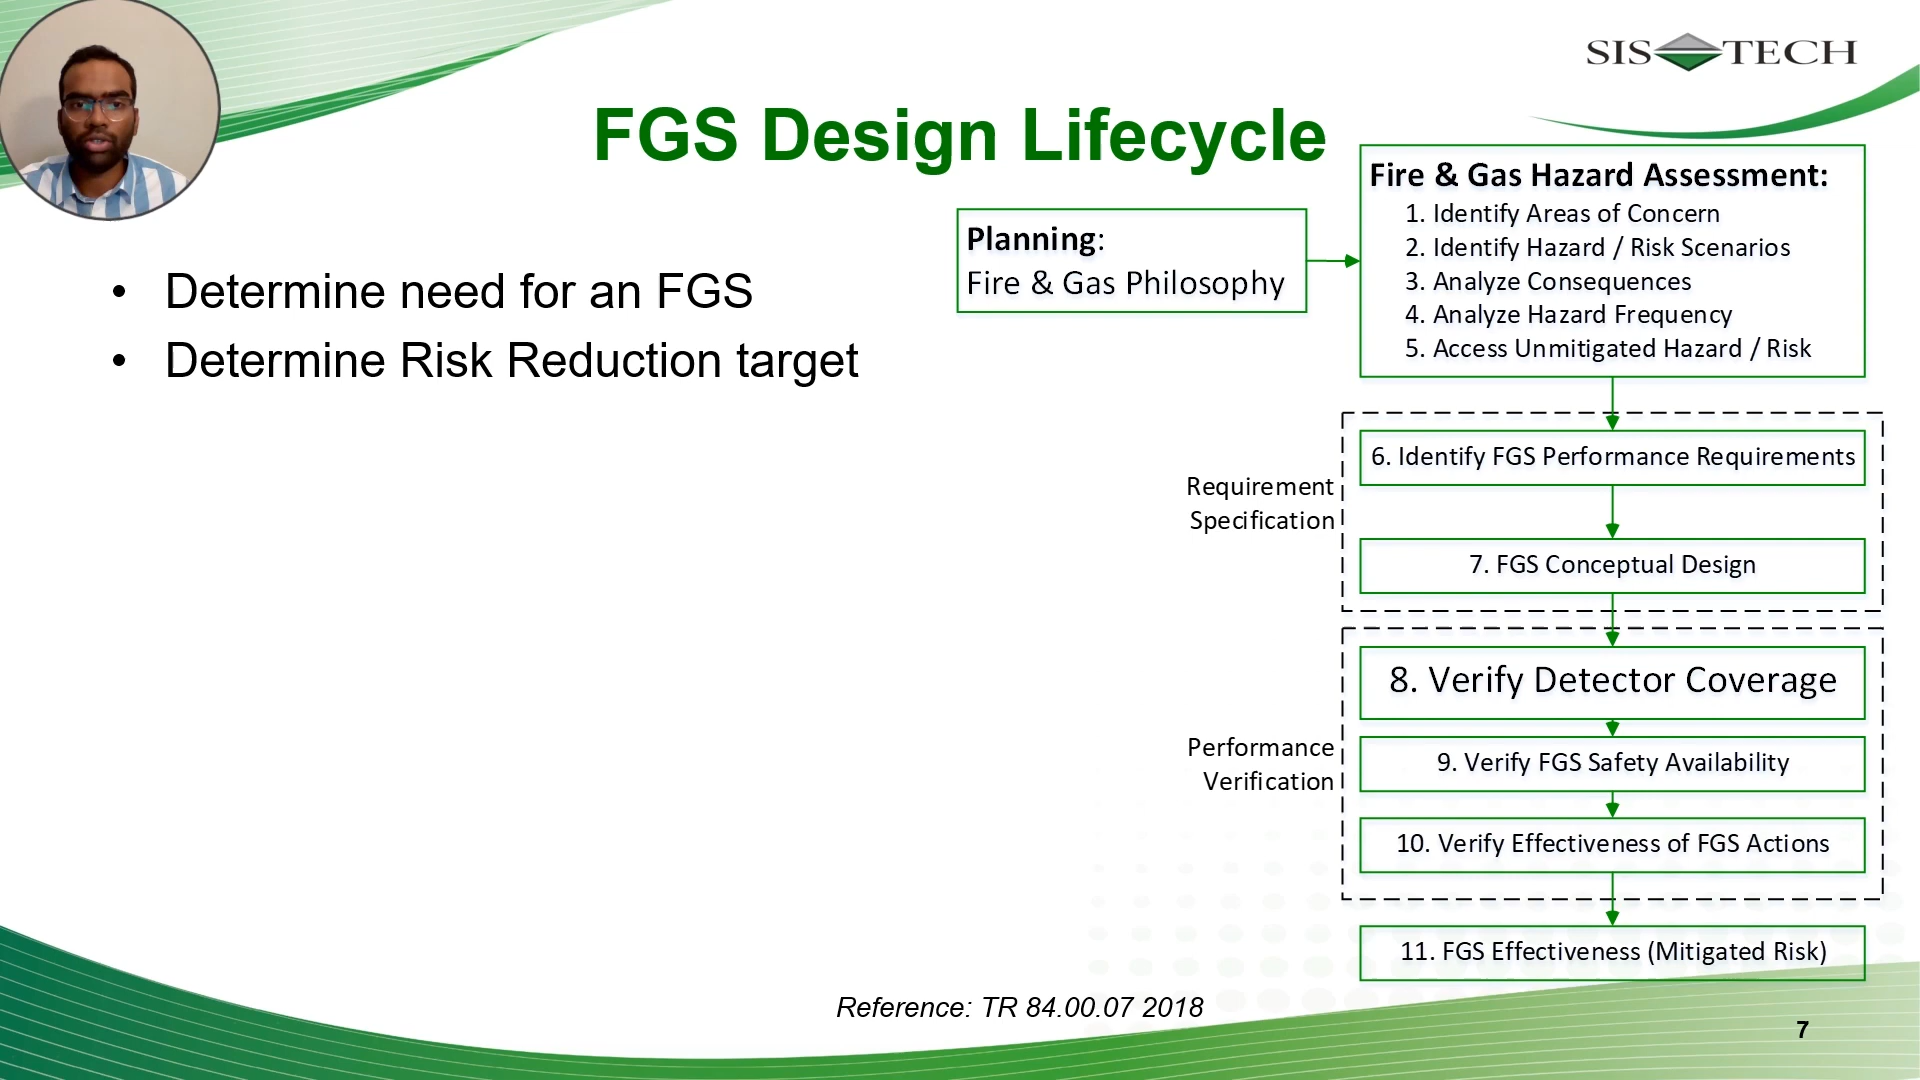 SIS TECH
FGS Design Lifecycle
• Determine need for an FGS
• Determine Risk Reduction target
Planning:
Fire & Gas Philosophy
Fire & Gas Hazard Assessment:
1. Identify Areas of Concern
2. Identify Hazard / Risk Scenarios
3. Analyze Consequences
4. Analyze Hazard Frequency
5. Access Unmitigated Hazard / Risk
Requirement
Specification
6. Identify FGS Performance Requirements
7. FGS Conceptual Design
Performance
Verification
8. Verify Detector Coverage
9. Verify FGS Safety Availability
10. Verify Effectiveness of FGS Actions
11. FGS Effectiveness (Mitigated Risk)
Reference: TR 84.00.07 2018
7